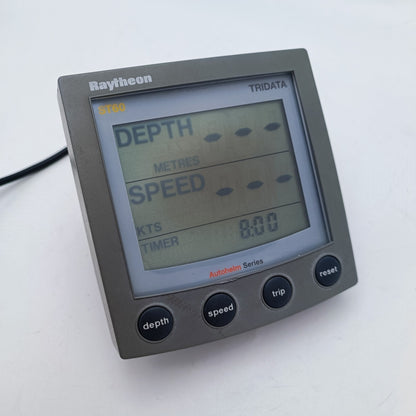 Raytheon
ST60 TRIDATA
DEPTH - - -
METRES
SPEED - - -
KTS
TIMER 8:00
Autohelm Series
depth speed trip reset